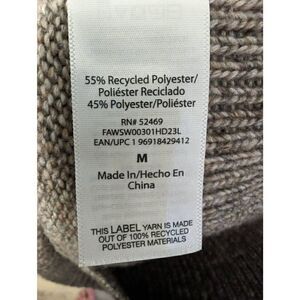 55% Recycled Polyester/
Poliéster Reciclado
45% Polyester/Poliéster
RN# 52469
FAWSW00301HD23L
EAN/UPC 1 96918429412
M
Made In/Hecho En
China
THIS LABEL YARN IS MADE
OUT OF 100% RECYCLED
POLYESTER MATERIALS